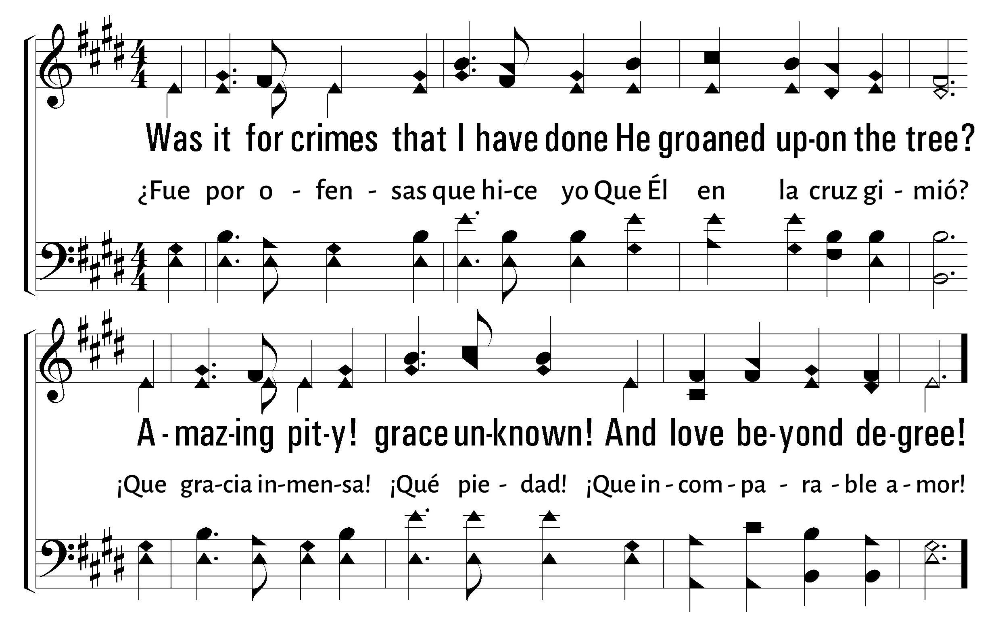 Was it for crimes that I have done He groaned up-on the tree?
¿Fue por o - fen - sas que hi-ce yo Que Él en la cruz gi - mió?
A - maz-ing pit-y! grace un-known! And love be-yond de-gree!
¡Que gra-cia in-men-sa! ¡Qué pie - dad! ¡Que in - com - pa - ra - ble a - mor!